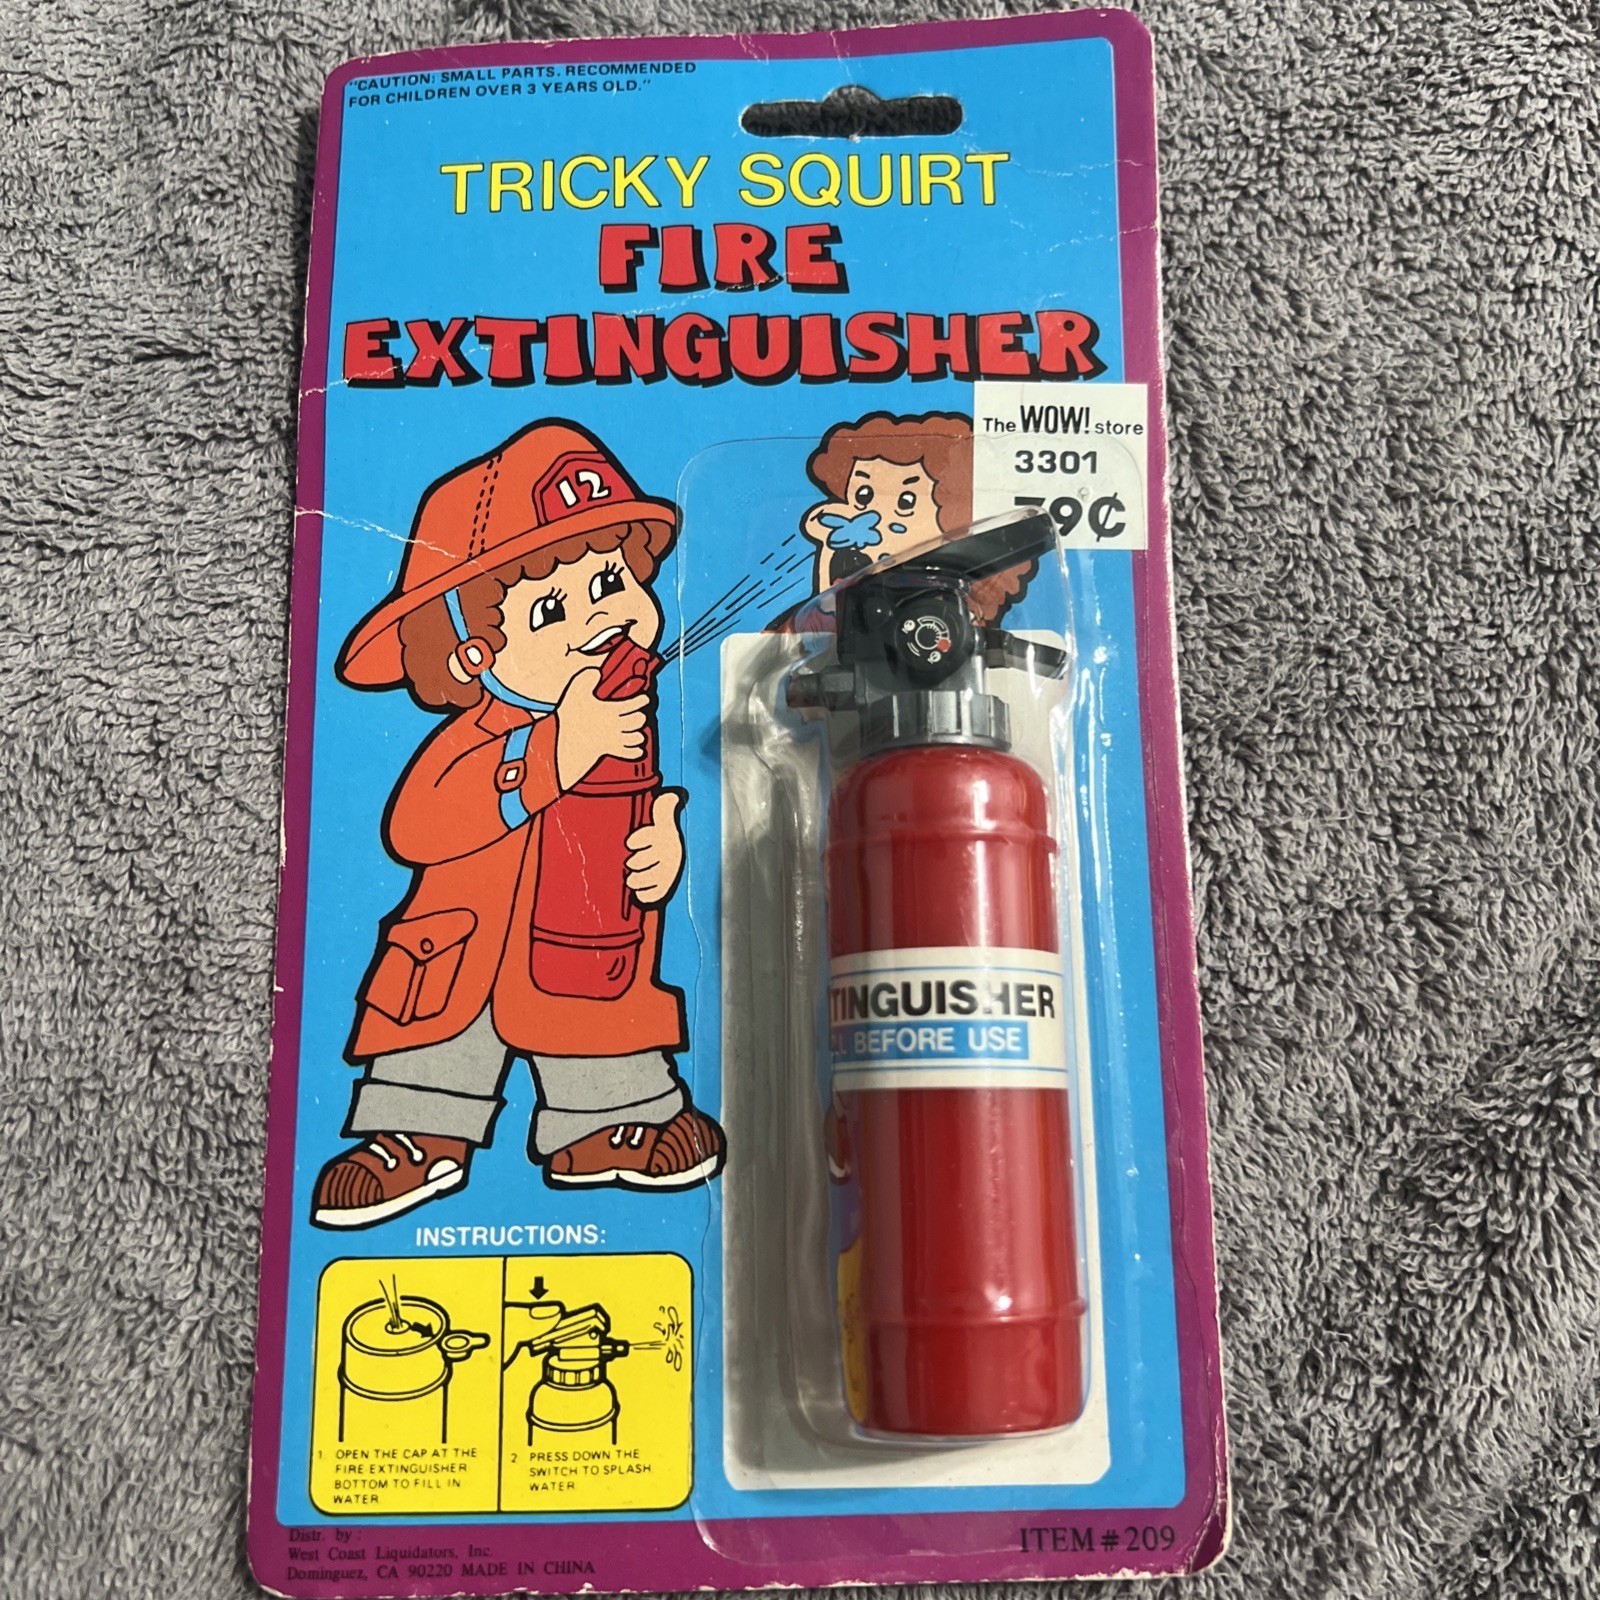 "CAUTION: SMALL PARTS. RECOMMENDED
FOR CHILDREN OVER 3 YEARS OLD."
TRICKY SQUIRT
FIRE
EXTINGUISHER
The WOW! store
3301
79¢
12
TINGUISHER
BEFORE USE
INSTRUCTIONS:
1 OPEN THE CAP AT THE
FIRE EXTINGUISHER
BOTTOM TO FILL IN
WATER
2 PRESS DOWN THE
SWITCH TO SPLASH
WATER
Distr. by :
West Coast Liquidators, Inc.
Dominguez, CA 90220 MADE IN CHINA
ITEM # 209